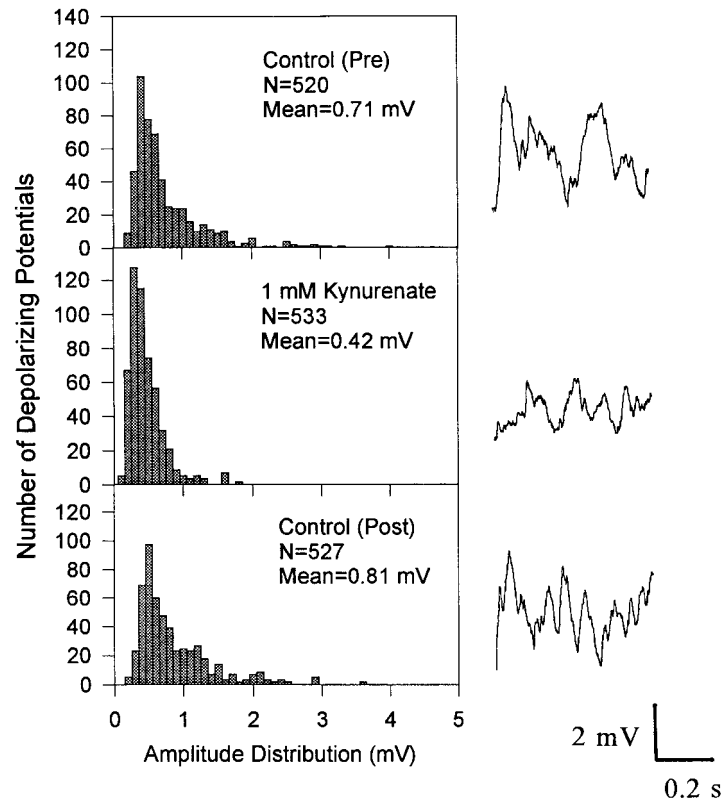 140
120
100
80
60
40
20
0
Control (Pre)
N=520
Mean=0.71 mV
120
100
80
60
40
20
0
1 mM Kynurenate
N=533
Mean=0.42 mV
120
100
80
60
40
20
0
Control (Post)
N=527
Mean=0.81 mV
0 1 2 3 4 5
Number of Depolarizing Potentials
Amplitude Distribution (mV)
2 mV
0.2 s